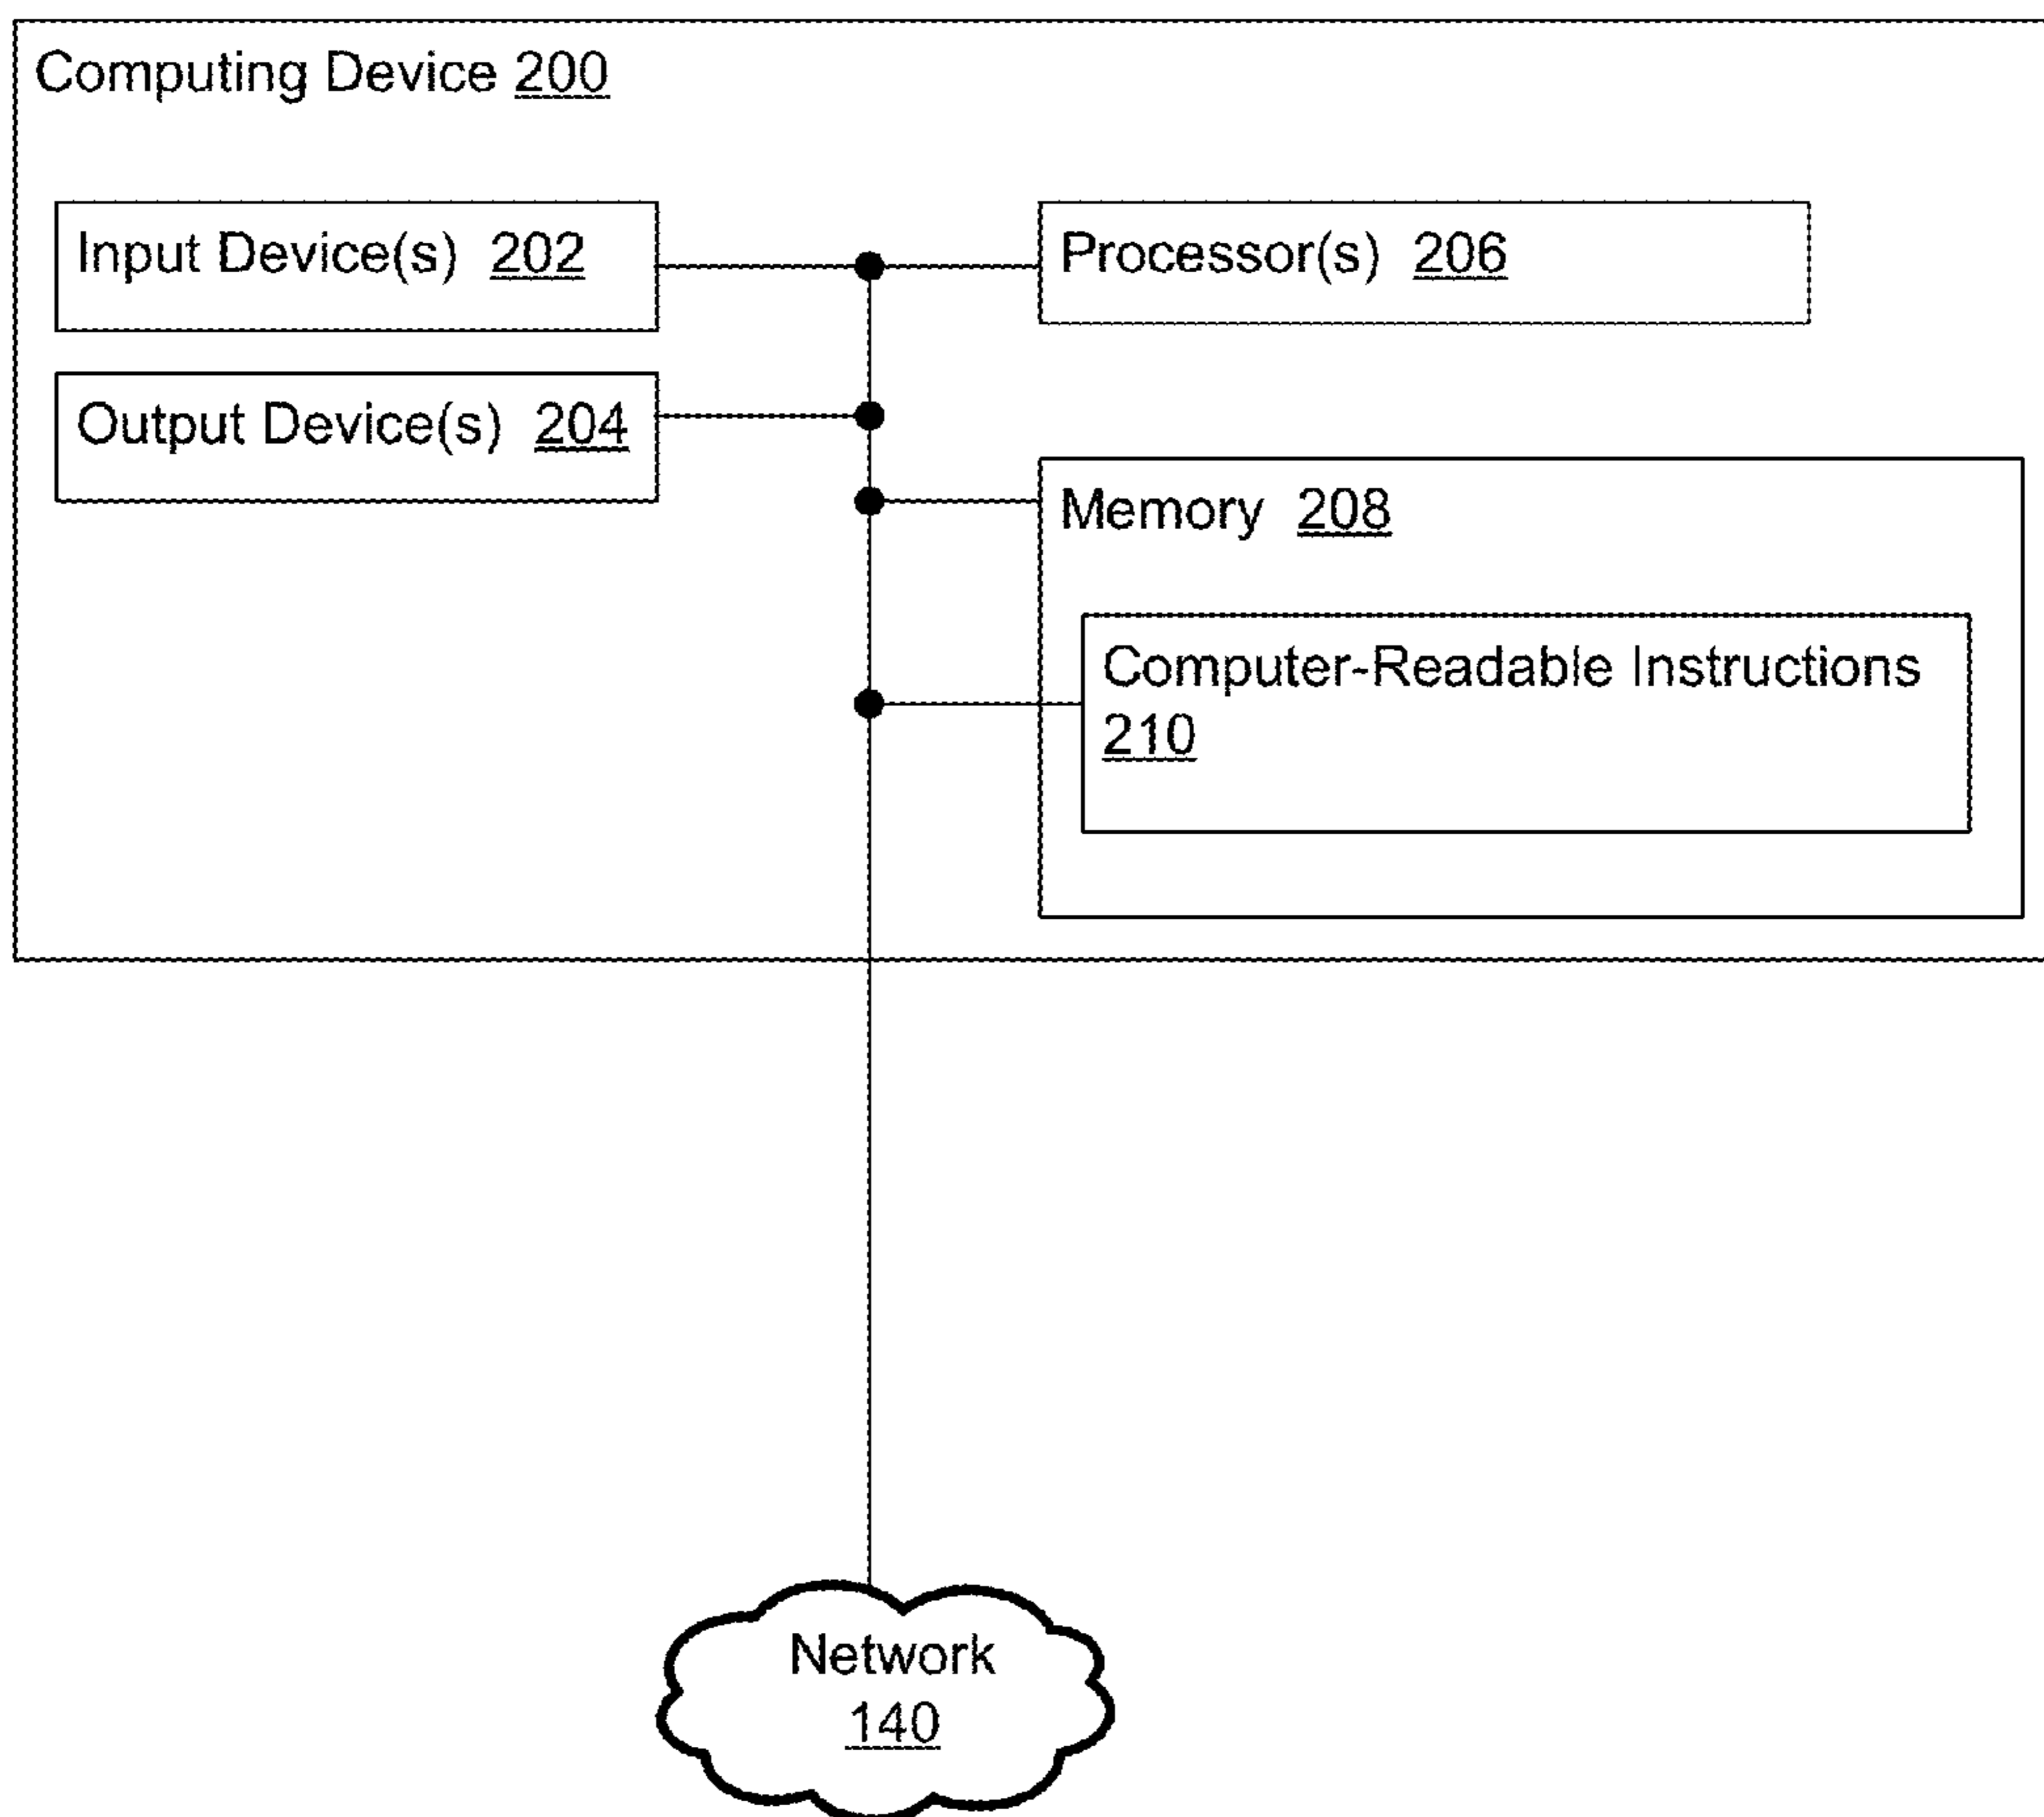 Computing Device 200
Input Device(s) 202
Processor(s) 206
Output Device(s) 204
Memory 208
Computer-Readable Instructions
210
Network
140